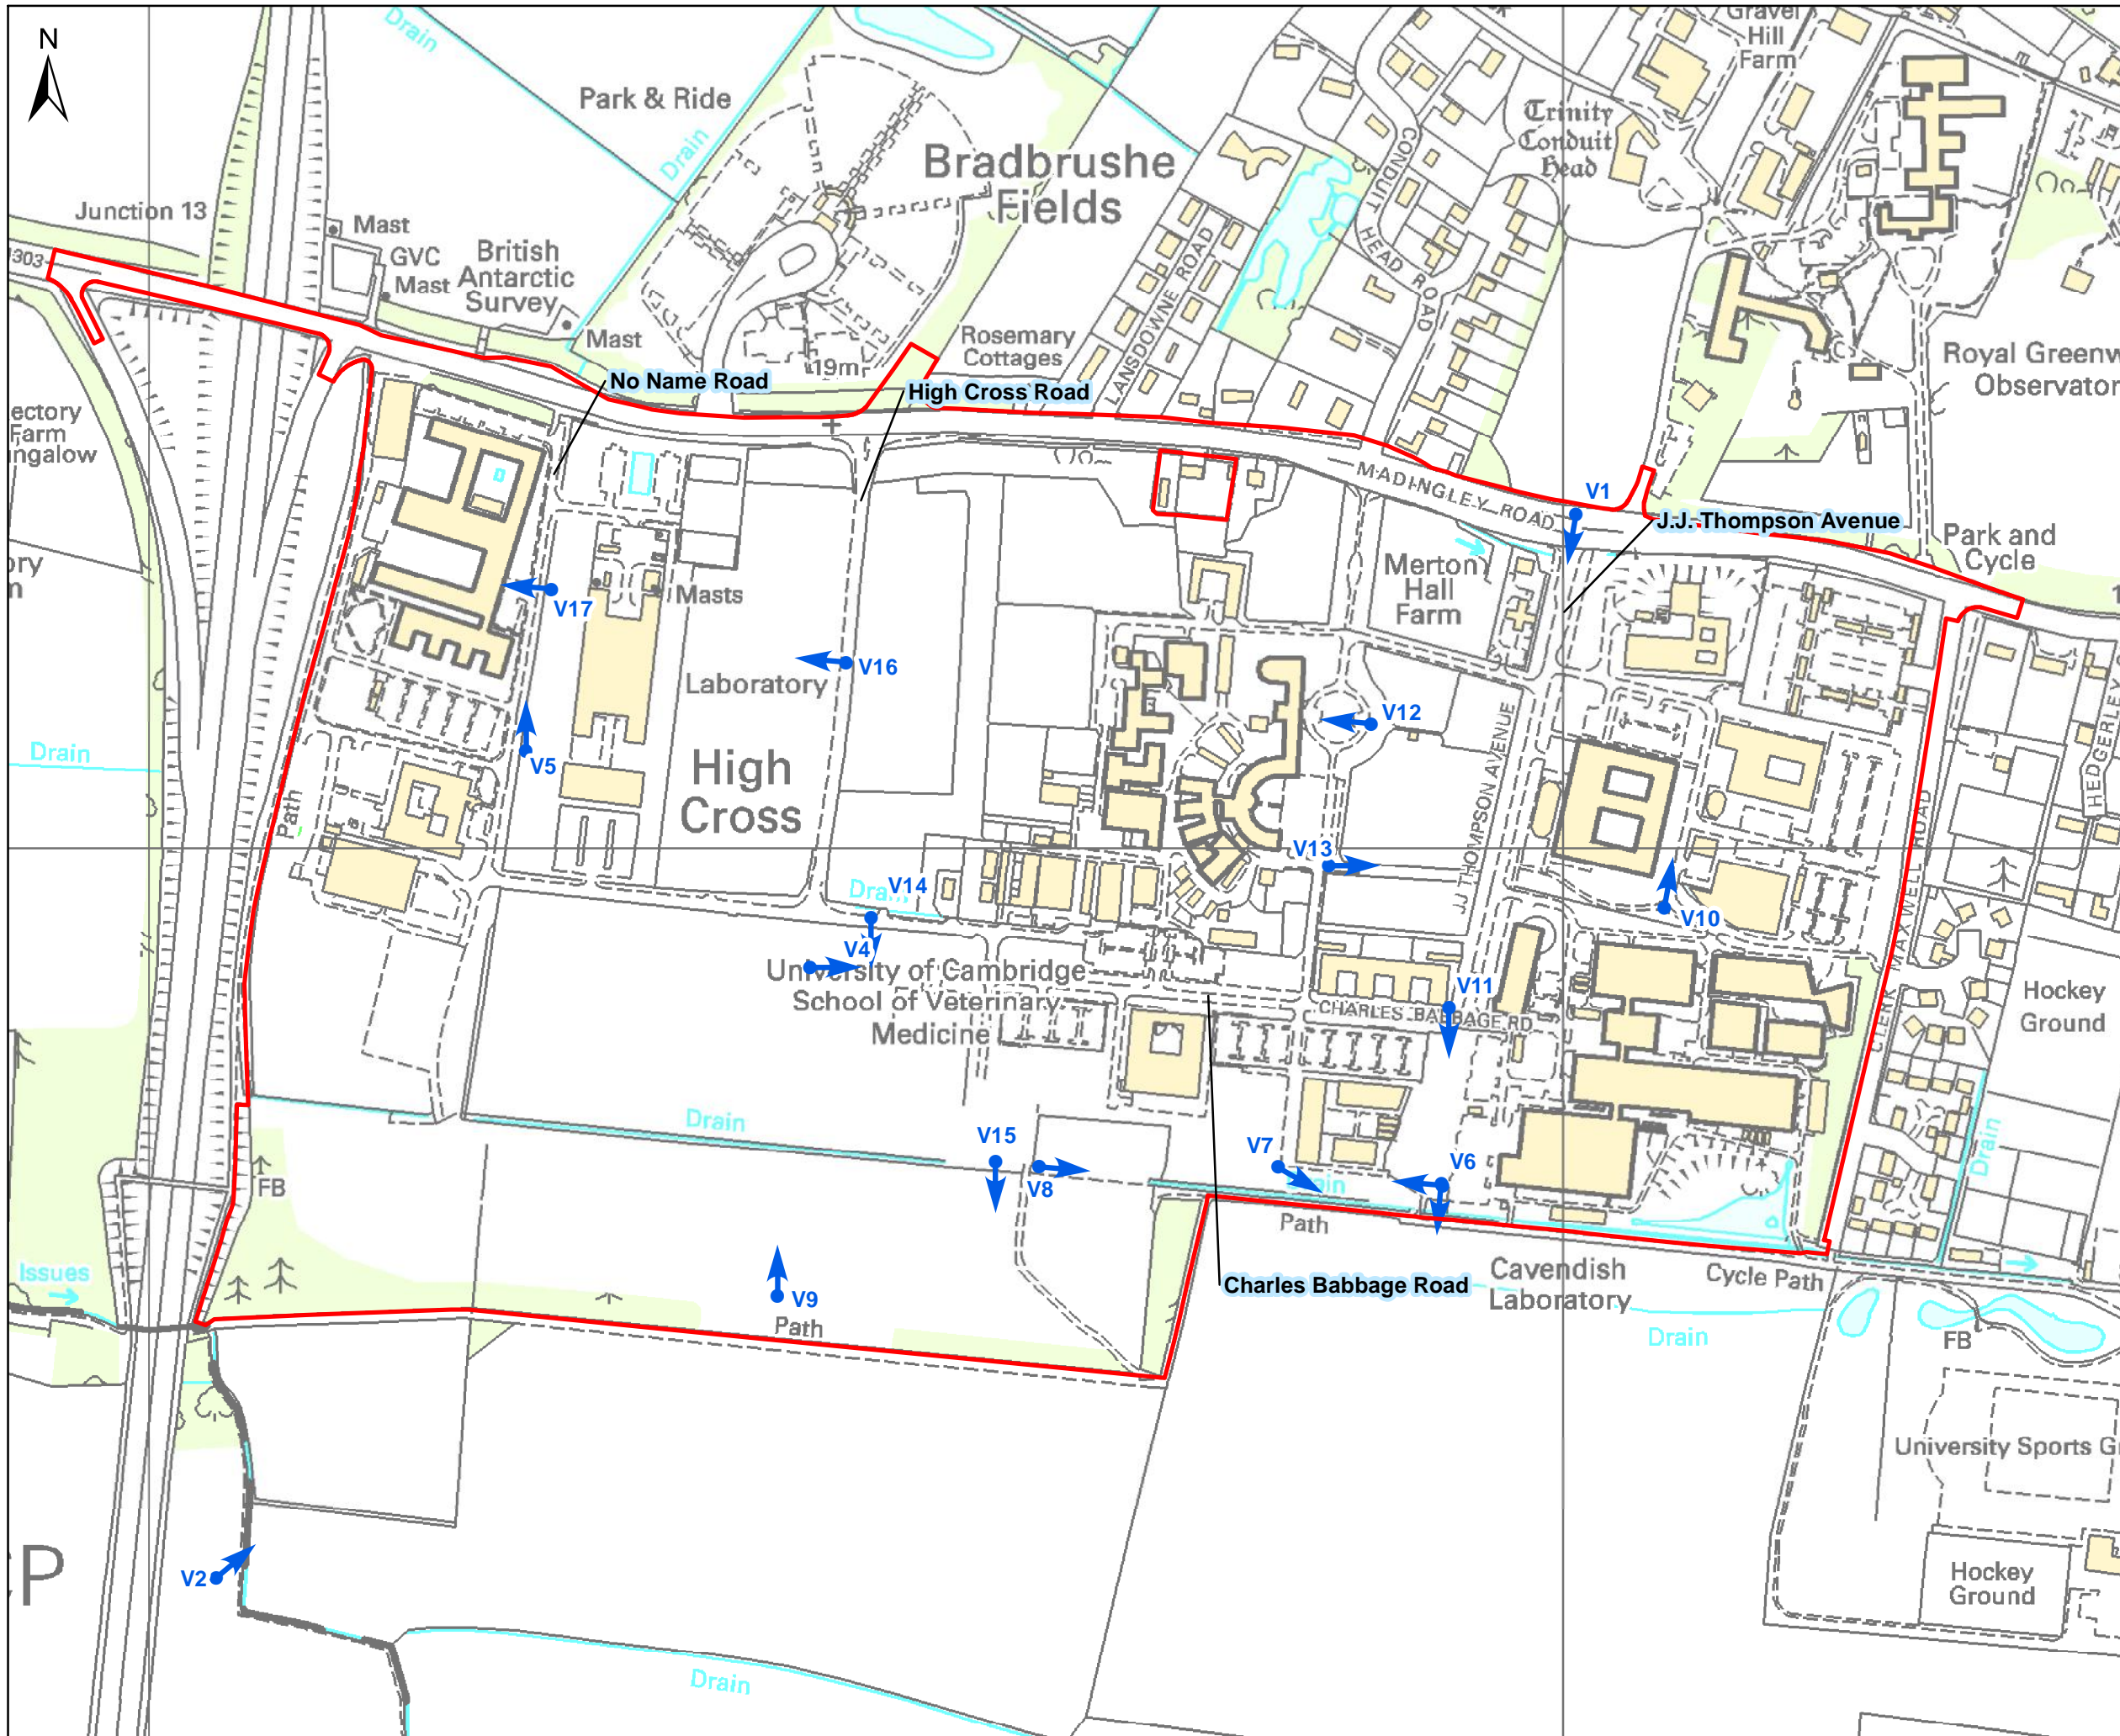 N
Drain
Park & Ride
Drain
Bradbrushe
Fields
Gravel
Hill
Farm
Trinity
Conduit
Head
CONDUIT
HEAD ROAD
LANSDOWNE ROAD
Junction 13
Mast
GVC
Mast
British
Antarctic
Survey
Mast
19m
Rosemary
Cottages
No Name Road
High Cross Road
Royal Greenw
Observator
MADINGLEY ROAD
V1
J.J. Thompson Avenue
Park and
Cycle
Farm
Merton
Hall
Farm
V17
Masts
V16
Laboratory
V12
Drain
V5
High
Cross
JJ THOMPSON AVENUE
HEDGERLEY
Path
V13
V14
V10
CLERK MAXWELL ROAD
V4
University of Cambridge
School of Veterinary
Medicine
V11
CHARLES BABBAGE RD
Hockey
Ground
Drain
V15
V8
V7
V6
Drain
Drain
FB
Path
Issues
V9
Path
Charles Babbage Road
Cavendish
Laboratory
Cycle Path
Drain
FB
University Sports G
V2
Hockey
Ground
Drain